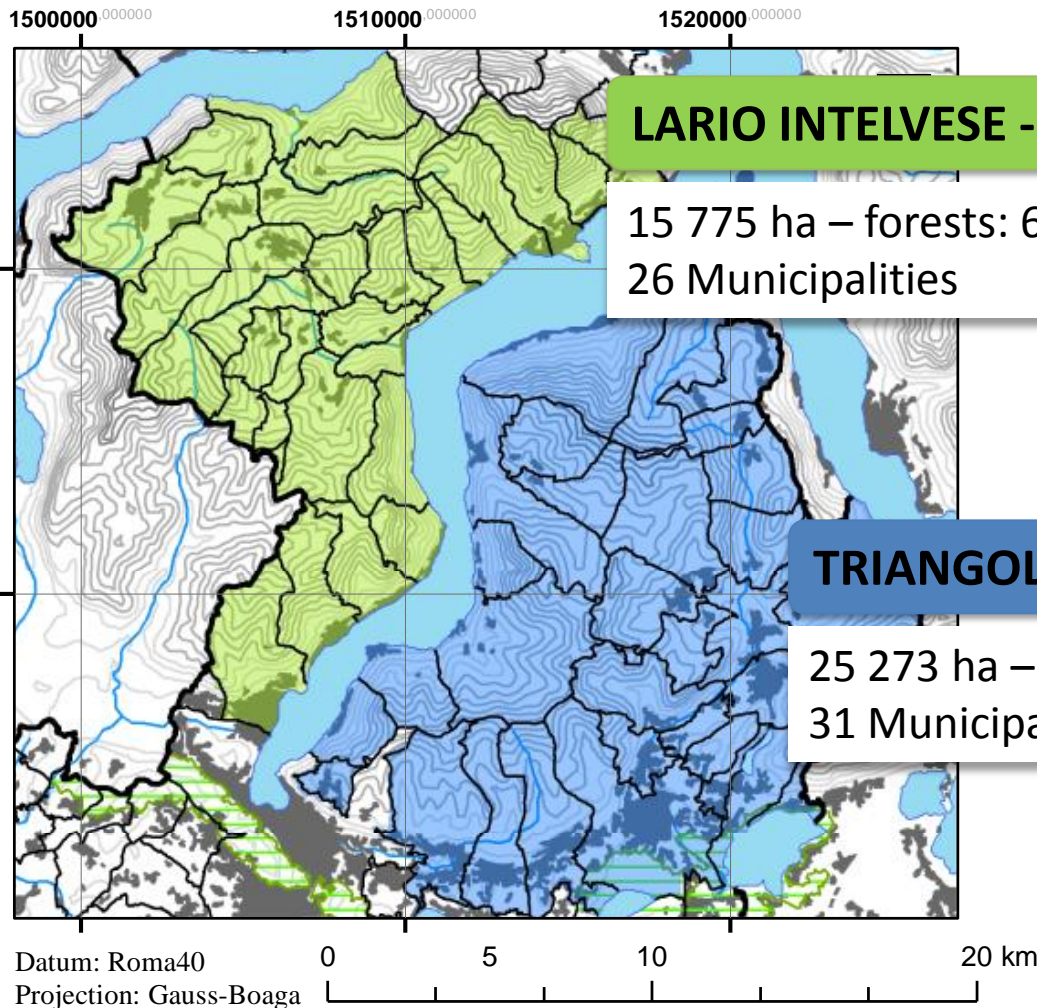 1500000,000000 1510000,000000 1520000,000000
LARIO INTELVESE -
15 775 ha – forests: 6
26 Municipalities
TRIANGOL
25 273 ha –
31 Municipa
Datum: Roma40
Projection: Gauss-Boaga
0 5 10 20 km